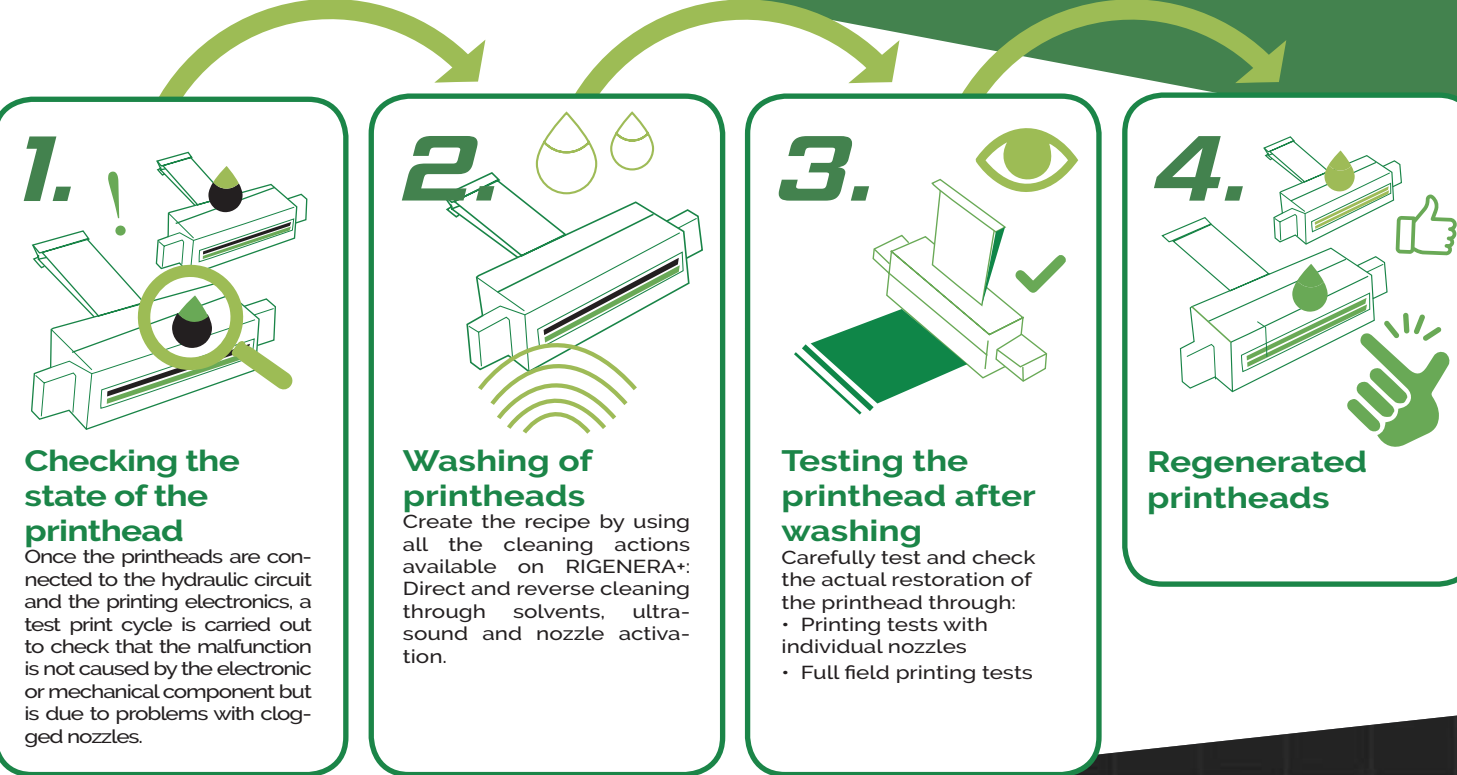 1.
Checking the
state of the
printhead
Once the printheads are con-
nected to the hydraulic circuit
and the printing electronics, a
test print cycle is carried out
to check that the malfunction
is not caused by the electronic
or mechanical component but
is due to problems with clog-
ged nozzles.
2.
Washing of
printheads
Create the recipe by using
all the cleaning actions
available on RIGENERA+:
Direct and reverse cleaning
through solvents, ultra-
sound and nozzle activa-
tion.
3.
Testing the
printhead after
washing
Carefully test and check
the actual restoration of
the printhead through:
• Printing tests with
individual nozzles
• Full field printing tests
4.
Regenerated
printheads